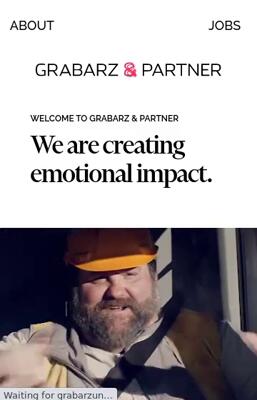 ABOUT JOBS
GRABARZ & PARTNER
WELCOME TO GRABARZ & PARTNER
We are creating
emotional impact.
Waiting for grabarzun...